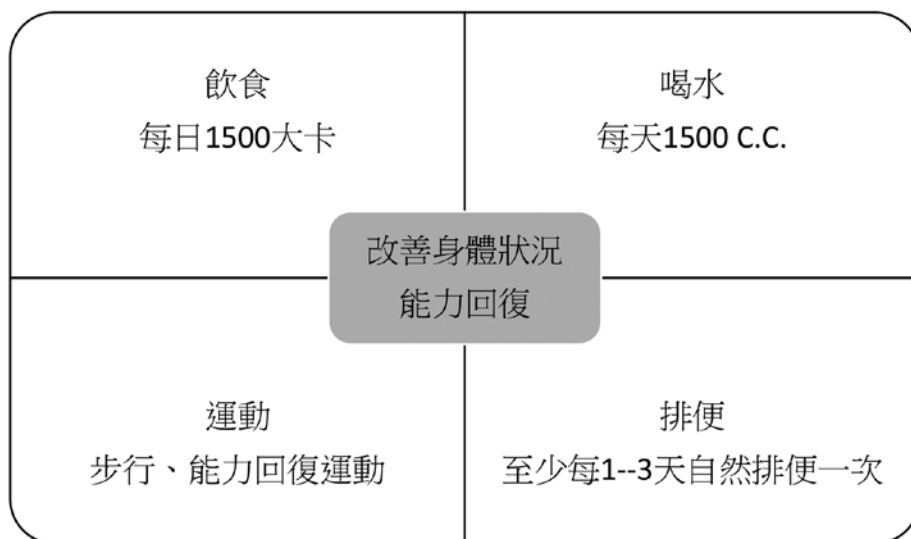 飲食
每日1500大卡
喝水
每天1500 C.C.
改善身體狀況
能力回復
運動
步行、能力回復運動
排便
至少每1--3天自然排便一次